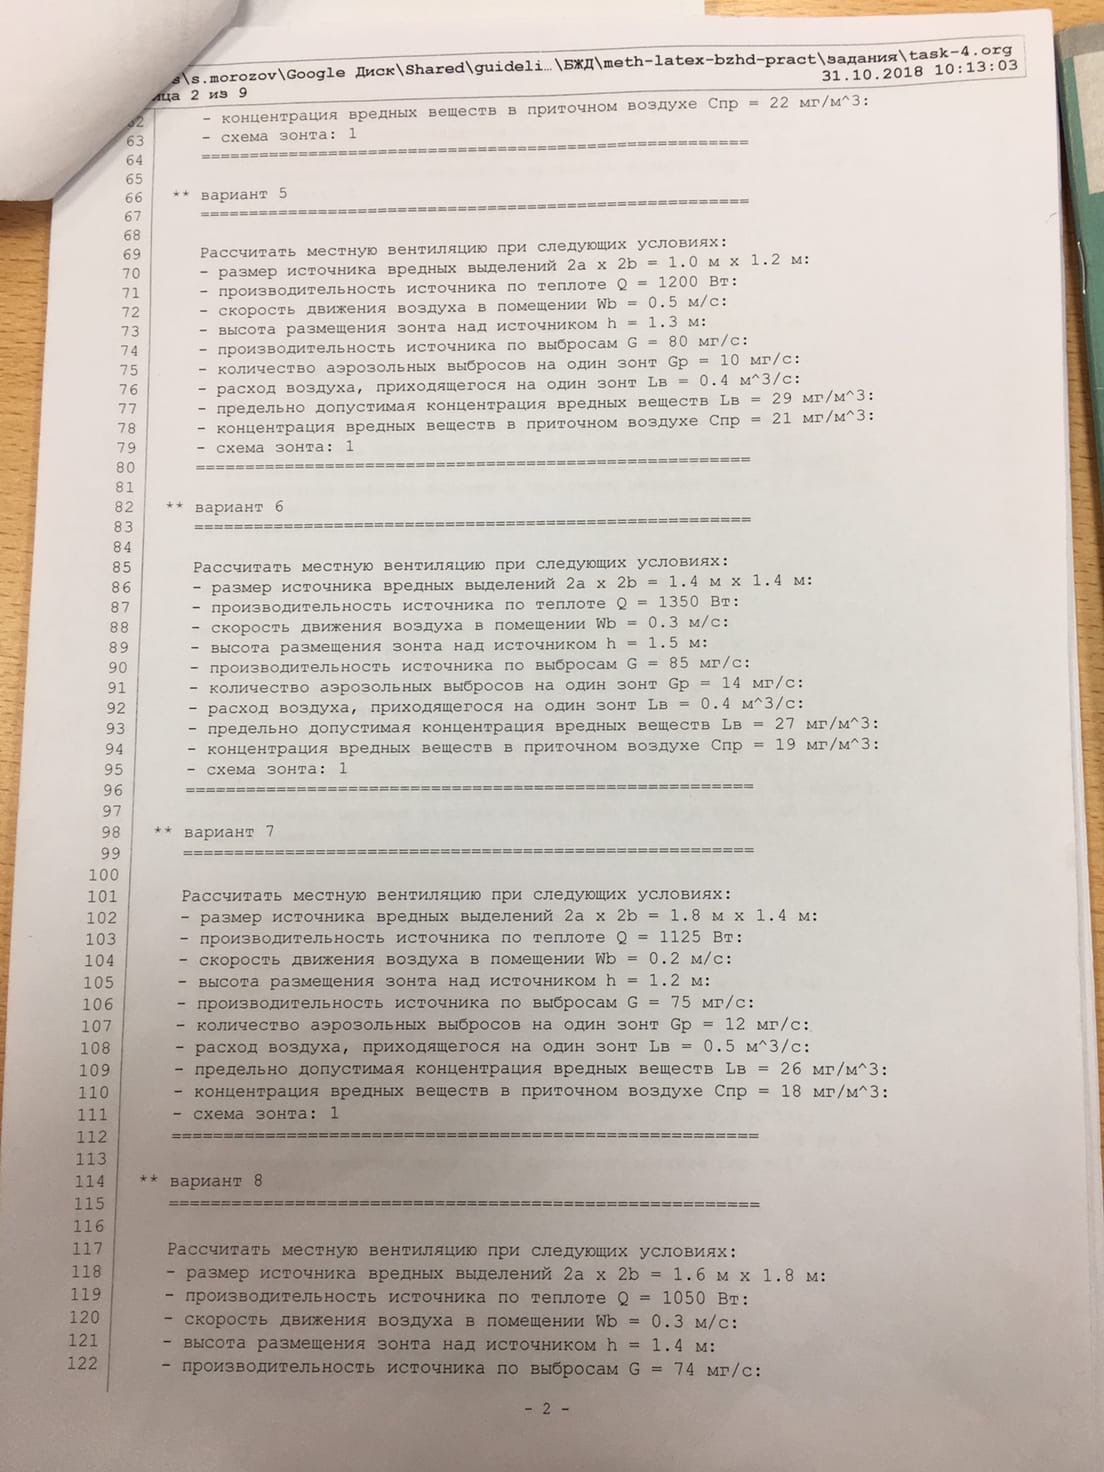 s\s.morozov\Google Диск\Shared\guideli…\БЖД\meth-latex-bzhd-pract\задания\task-4.org
ица 2 из 9
31.10.2018 10:13:03
62 - концентрация вредных веществ в приточном воздухе Спр = 22 мг/м^3:
63 - схема зонта: 1
64 =======================================================
65
66 ** вариант 5
67 =======================================================
68
69 Рассчитать местную вентиляцию при следующих условиях:
70 - размер источника вредных выделений 2a x 2b = 1.0 м x 1.2 м:
71 - производительность источника по теплоте Q = 1200 Вт:
72 - скорость движения воздуха в помещении Wb = 0.5 м/с:
73 - высота размещения зонта над источником h = 1.3 м:
74 - производительность источника по выбросам G = 80 мг/с:
75 - количество аэрозольных выбросов на один зонт Gp = 10 мг/с:
76 - расход воздуха, приходящегося на один зонт Lв = 0.4 м^3/с:
77 - предельно допустимая концентрация вредных веществ Lв = 29 мг/м^3:
78 - концентрация вредных веществ в приточном воздухе Спр = 21 мг/м^3:
79 - схема зонта: 1
80 =======================================================
81
82 ** вариант 6
83 =======================================================
84
85 Рассчитать местную вентиляцию при следующих условиях:
86 - размер источника вредных выделений 2a x 2b = 1.4 м x 1.4 м:
87 - производительность источника по теплоте Q = 1350 Вт:
88 - скорость движения воздуха в помещении Wb = 0.3 м/с:
89 - высота размещения зонта над источником h = 1.5 м:
90 - производительность источника по выбросам G = 85 мг/с:
91 - количество аэрозольных выбросов на один зонт Gp = 14 мг/с:
92 - расход воздуха, приходящегося на один зонт Lв = 0.4 м^3/с:
93 - предельно допустимая концентрация вредных веществ Lв = 27 мг/м^3:
94 - концентрация вредных веществ в приточном воздухе Спр = 19 мг/м^3:
95 - схема зонта: 1
96 =======================================================
97
98 ** вариант 7
99 =======================================================
100
101 Рассчитать местную вентиляцию при следующих условиях:
102 - размер источника вредных выделений 2a x 2b = 1.8 м x 1.4 м:
103 - производительность источника по теплоте Q = 1125 Вт:
104 - скорость движения воздуха в помещении Wb = 0.2 м/с:
105 - высота размещения зонта над источником h = 1.2 м:
106 - производительность источника по выбросам G = 75 мг/с:
107 - количество аэрозольных выбросов на один зонт Gp = 12 мг/с:
108 - расход воздуха, приходящегося на один зонт Lв = 0.5 м^3/с:
109 - предельно допустимая концентрация вредных веществ Lв = 26 мг/м^3:
110 - концентрация вредных веществ в приточном воздухе Спр = 18 мг/м^3:
111 - схема зонта: 1
112 =======================================================
113
114 ** вариант 8
115 =======================================================
116
117 Рассчитать местную вентиляцию при следующих условиях:
118 - размер источника вредных выделений 2a x 2b = 1.6 м x 1.8 м:
119 - производительность источника по теплоте Q = 1050 Вт:
120 - скорость движения воздуха в помещении Wb = 0.3 м/с:
121 - высота размещения зонта над источником h = 1.4 м:
122 - производительность источника по выбросам G = 74 мг/с:
- 2 -